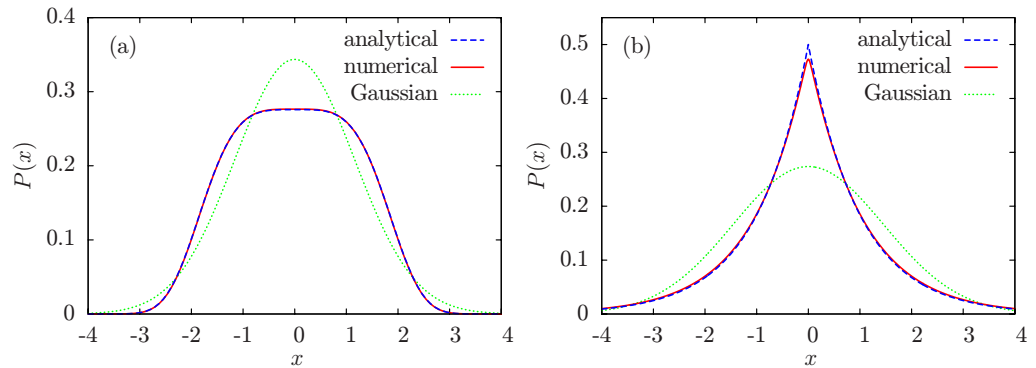 (a)
analytical
numerical
Gaussian
P(x)
0.4
0.3
0.2
0.1
0
-4 -3 -2 -1 0 1 2 3 4
x
(b)
analytical
numerical
Gaussian
P(x)
0.5
0.4
0.3
0.2
0.1
0
-4 -3 -2 -1 0 1 2 3 4
x